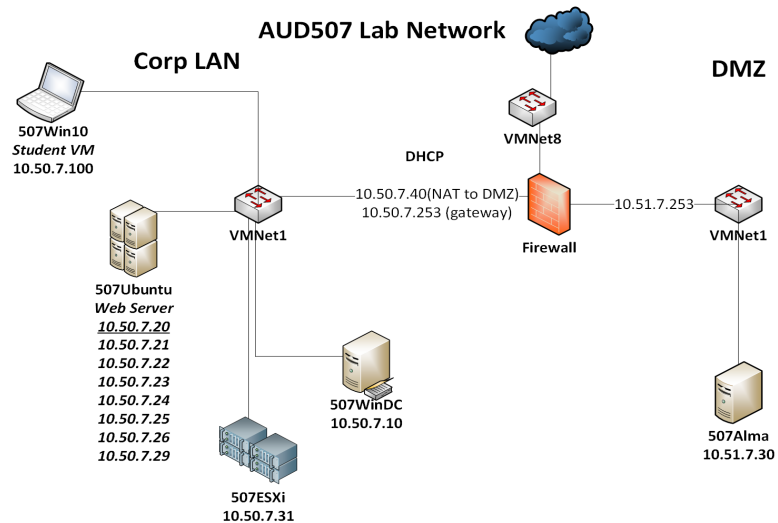 AUD507 Lab Network
Corp LAN
DMZ
507Win10
Student VM
10.50.7.100
VMNet8
DHCP
10.50.7.40(NAT to DMZ)
10.50.7.253 (gateway)
10.51.7.253
VMNet1
Firewall
VMNet1
507Ubuntu
Web Server
10.50.7.20
10.50.7.21
10.50.7.22
10.50.7.23
10.50.7.24
10.50.7.25
10.50.7.26
10.50.7.29
507WinDC
10.50.7.10
507Alma
10.51.7.30
507ESXi
10.50.7.31